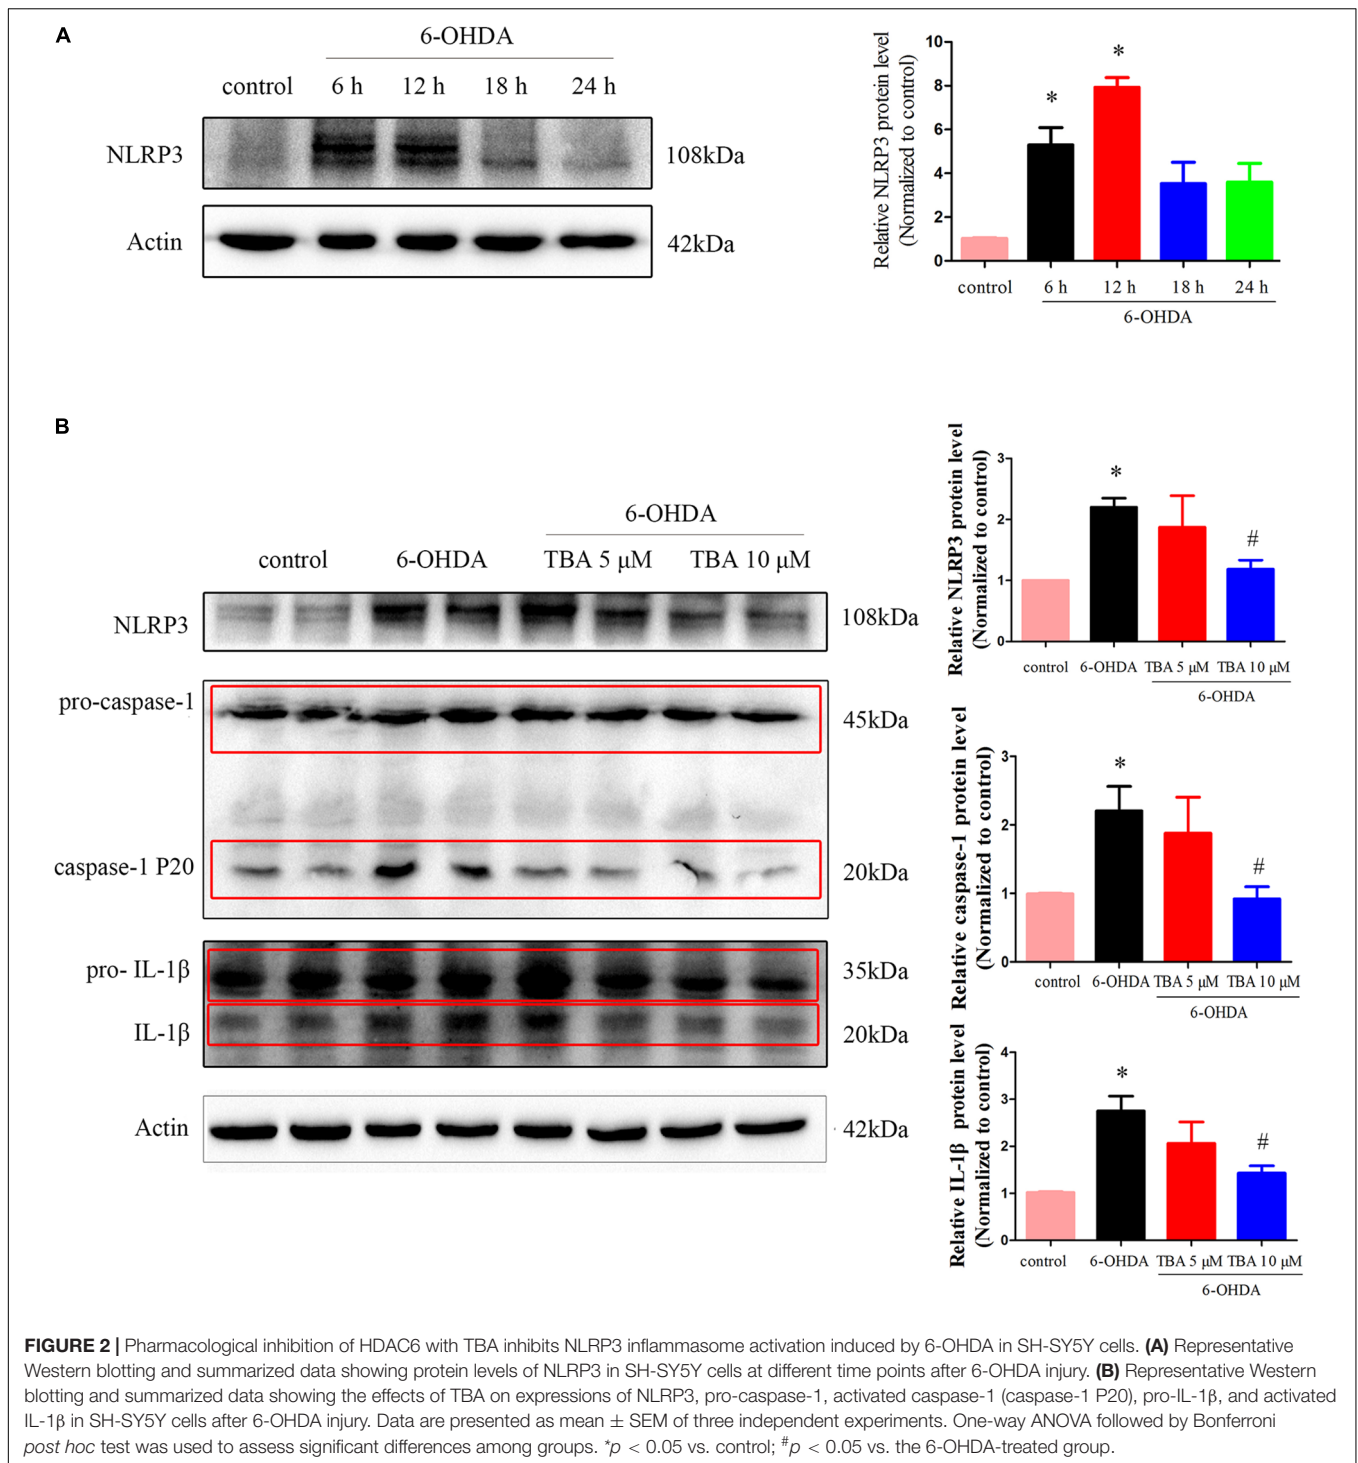 A
6-OHDA
control 6 h 12 h 18 h 24 h
NLRP3 108kDa
Actin 42kDa
Relative NLRP3 protein level
(Normalized to control)
10
8
6
4
2
0
* *
control 6 h 12 h 18 h 24 h
6-OHDA
B
6-OHDA
control 6-OHDA TBA 5 μM TBA 10 μM
NLRP3 108kDa
pro-caspase-1 45kDa
caspase-1 P20 20kDa
pro- IL-1β 35kDa
IL-1β 20kDa
Actin 42kDa
Relative NLRP3 protein level
(Normalized to control)
3
2
1
0
* #
control 6-OHDA TBA 5 μM TBA 10 μM
6-OHDA
Relative caspase-1 protein level
(Normalized to control)
3
2
1
0
* #
control 6-OHDA TBA 5 μM TBA 10 μM
6-OHDA
Relative IL-1β protein level
(Normalized to control)
4
3
2
1
0
* #
control 6-OHDA TBA 5 μM TBA 10 μM
6-OHDA
FIGURE 2 | Pharmacological inhibition of HDAC6 with TBA inhibits NLRP3 inflammasome activation induced by 6-OHDA in SH-SY5Y cells. (A) Representative
Western blotting and summarized data showing protein levels of NLRP3 in SH-SY5Y cells at different time points after 6-OHDA injury. (B) Representative Western
blotting and summarized data showing the effects of TBA on expressions of NLRP3, pro-caspase-1, activated caspase-1 (caspase-1 P20), pro-IL-1β, and activated
IL-1β in SH-SY5Y cells after 6-OHDA injury. Data are presented as mean ± SEM of three independent experiments. One-way ANOVA followed by Bonferroni
post hoc test was used to assess significant differences among groups. *p < 0.05 vs. control; #p < 0.05 vs. the 6-OHDA-treated group.